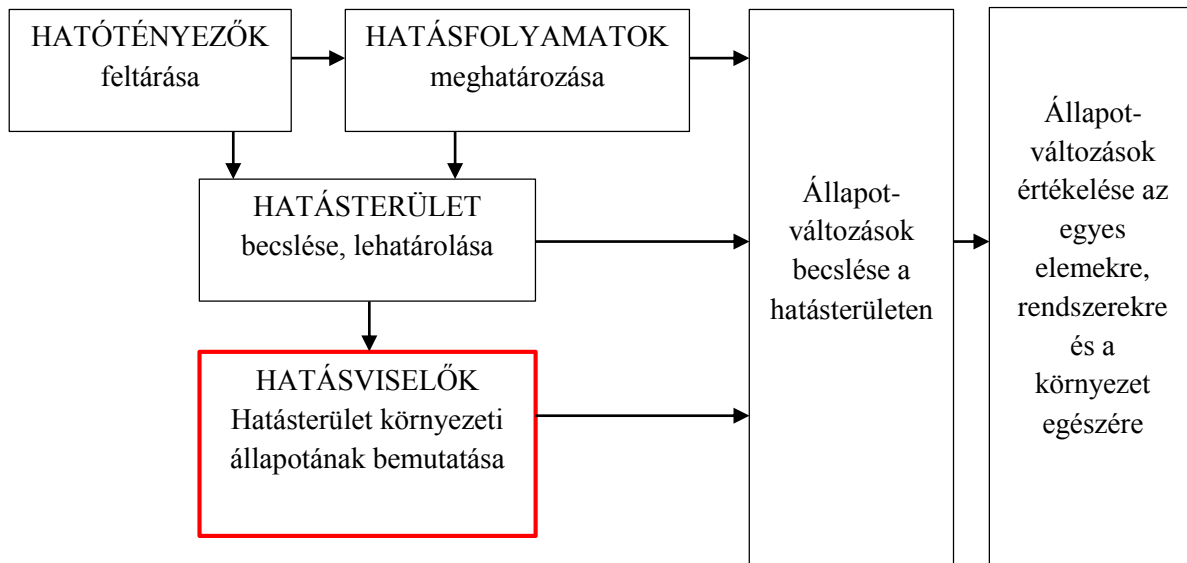 HATÓTÉNYEZŐK
feltárása
HATÁSFOLYAMATOK
meghatározása
HATÁSTERÜLET
becslése, lehatárolása
HATÁSVISELŐK
Hatásterület környezeti
állapotának bemutatása
Állapot-
változások
becslése a
hatásterületen
Állapot-
változások
értékelése az
egyes
elemekre,
rendszerekre
és a
környezet
egészére